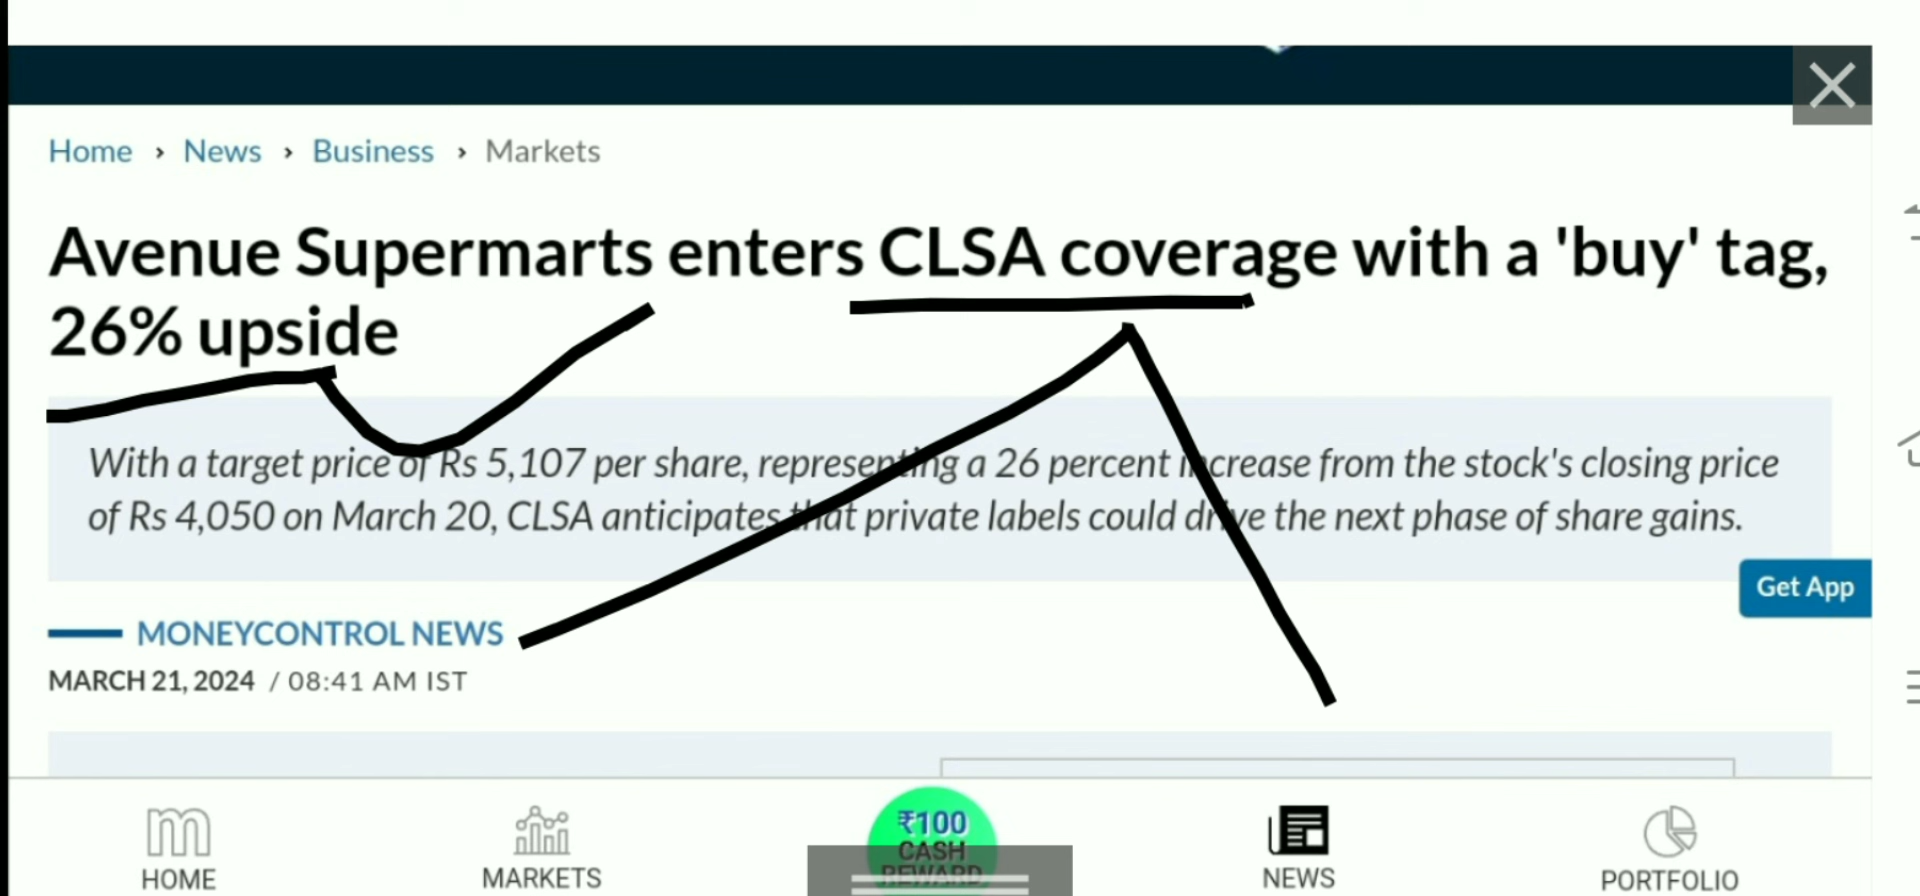 Home › News › Business › Markets
Avenue Supermarts enters CLSA coverage with a 'buy' tag,
26% upside
With a target price of Rs 5,107 per share, representing a 26 percent increase from the stock's closing price
of Rs 4,050 on March 20, CLSA anticipates that private labels could drive the next phase of share gains.
Get App
MONEYCONTROL NEWS
MARCH 21, 2024 / 08:41 AM IST
₹100
CASH
REWARD
HOME
MARKETS
NEWS
PORTFOLIO